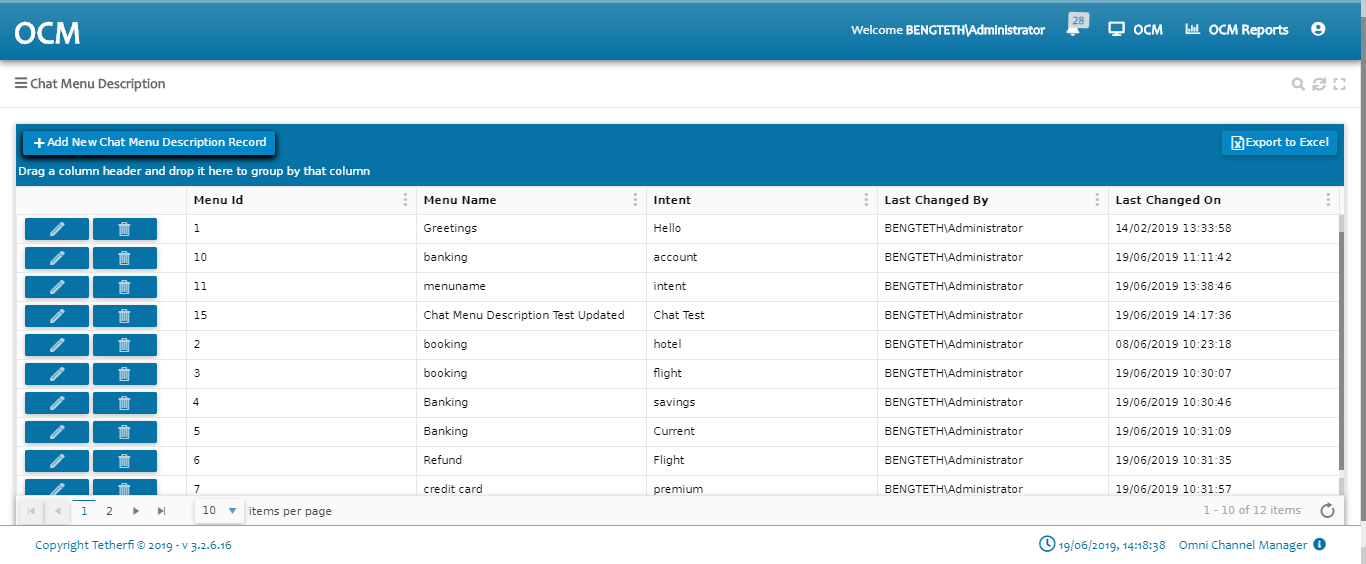 OCM
Welcome BENGTETH\Administrator 28 OCM OCM Reports
Chat Menu Description
Add New Chat Menu Description Record Export to Excel
Drag a column header and drop it here to group by that column
Menu Id Menu Name Intent Last Changed By Last Changed On
1 Greetings Hello BENGTETH\Administrator 14/02/2019 13:33:58
10 banking account BENGTETH\Administrator 19/06/2019 11:11:42
11 menuname intent BENGTETH\Administrator 19/06/2019 13:38:46
15 Chat Menu Description Test Updated Chat Test BENGTETH\Administrator 19/06/2019 14:17:36
2 booking hotel BENGTETH\Administrator 08/06/2019 10:23:18
3 booking flight BENGTETH\Administrator 19/06/2019 10:30:07
4 Banking savings BENGTETH\Administrator 19/06/2019 10:30:46
5 Banking Current BENGTETH\Administrator 19/06/2019 10:31:09
6 Refund Flight BENGTETH\Administrator 19/06/2019 10:31:35
7 credit card premium BENGTETH\Administrator 19/06/2019 10:31:57
1 2 10 items per page 1 - 10 of 12 items
Copyright Tetherfi © 2019 - v 3.2.6.16 19/06/2019, 14:18:38 Omni Channel Manager